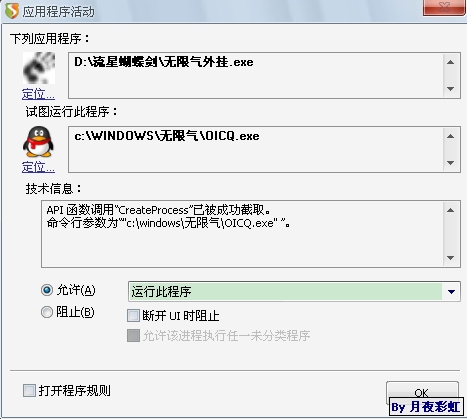 应用程序活动
下列应用程序：
D:\流星蝴蝶剑\无限气外挂.exe
定位...
试图运行此程序：
c:\WINDOWS\无限气\OICQ.exe
定位...
技术信息：
API 函数调用“CreateProcess”已被成功截取。
命令行参数为“"c:\windows\无限气\OICQ.exe" ”。
允许(A) 运行此程序
阻止(B) 断开 UI 时阻止
允许该进程执行任一未分类程序
打开程序规则
OK
By 月夜彩虹